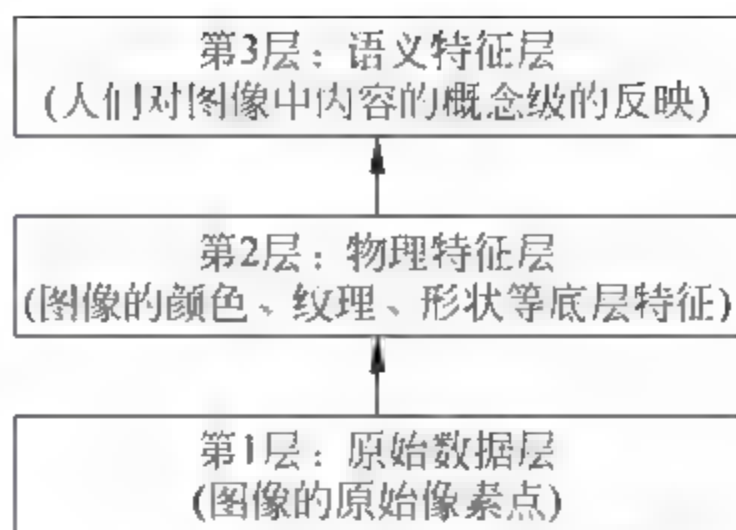 第3层：语义特征层
(人们对图像中内容的概念级的反映)
第2层：物理特征层
(图像的颜色、纹理、形状等底层特征)
第1层：原始数据层
(图像的原始像素点)